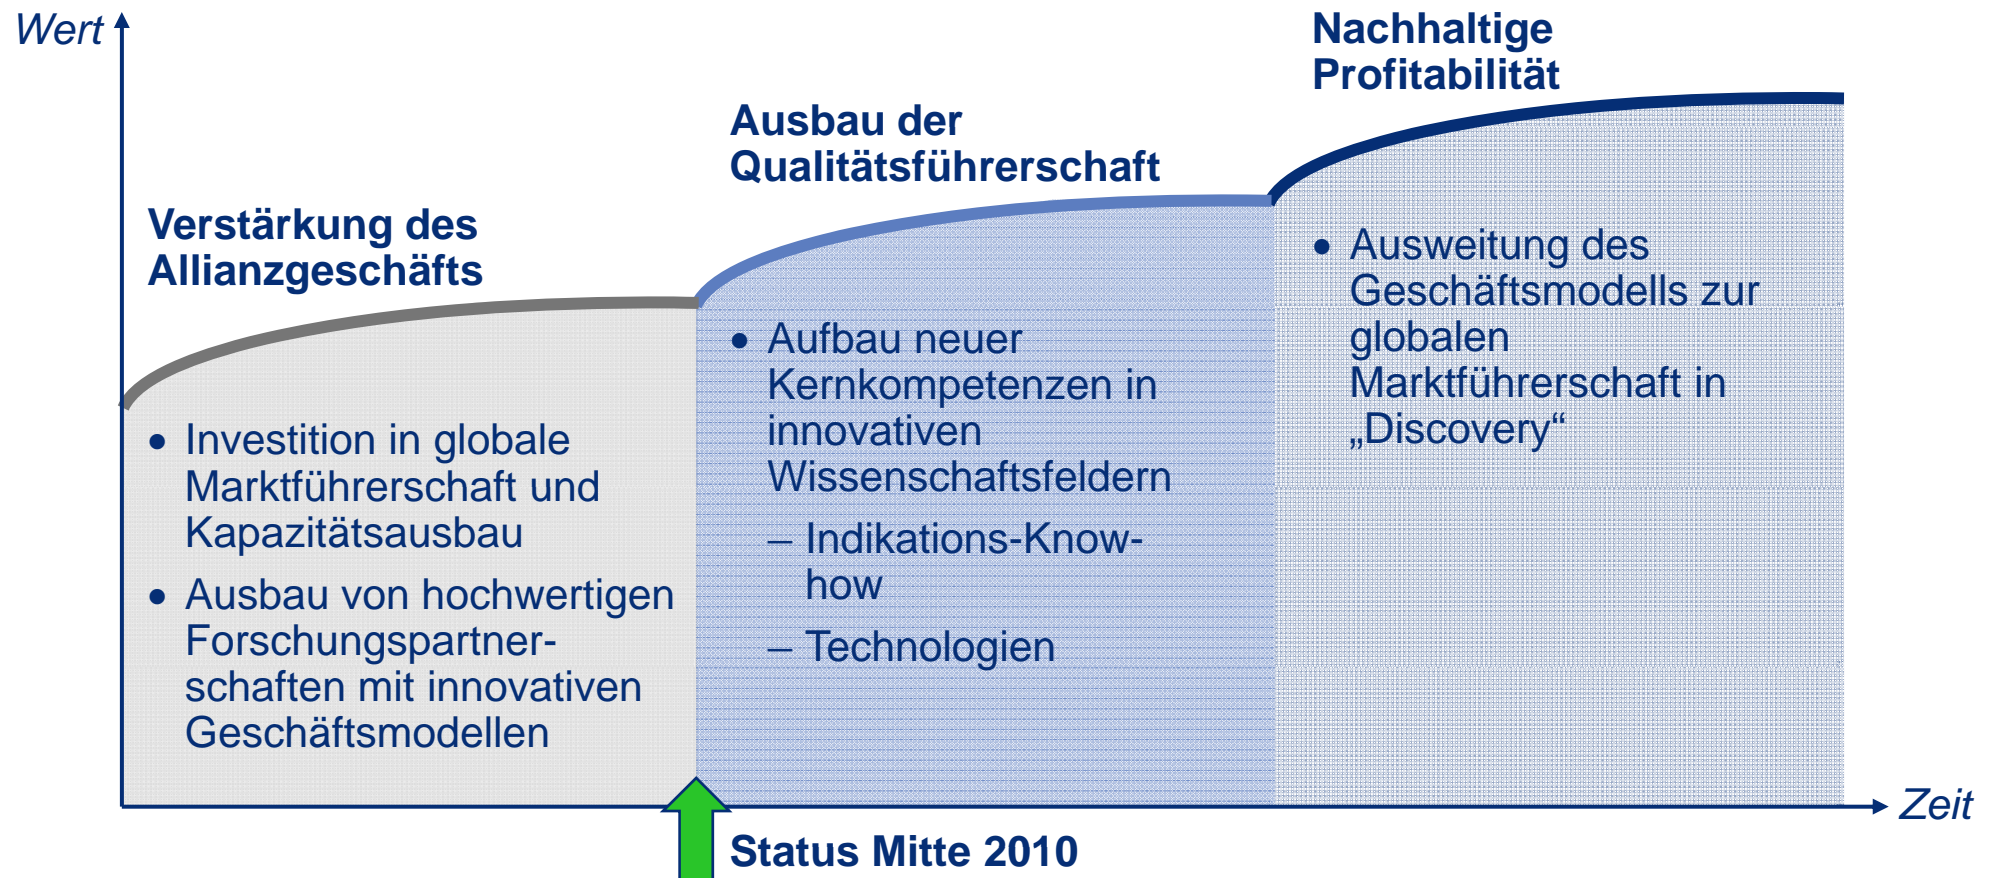 Wert
Verstärkung des
Allianzgeschäfts
• Investition in globale
Marktführerschaft und
Kapazitätsausbau
• Ausbau von hochwertigen
Forschungspartner-
schaften mit innovativen
Geschäftsmodellen
Ausbau der
Qualitätsführerschaft
• Aufbau neuer
Kernkompetenzen in
innovativen
Wissenschaftsfeldern
– Indikations-Know-
how
– Technologien
Nachhaltige
Profitabilität
• Ausweitung des
Geschäftsmodells zur
globalen
Marktführerschaft in
„Discovery“
Zeit
Status Mitte 2010